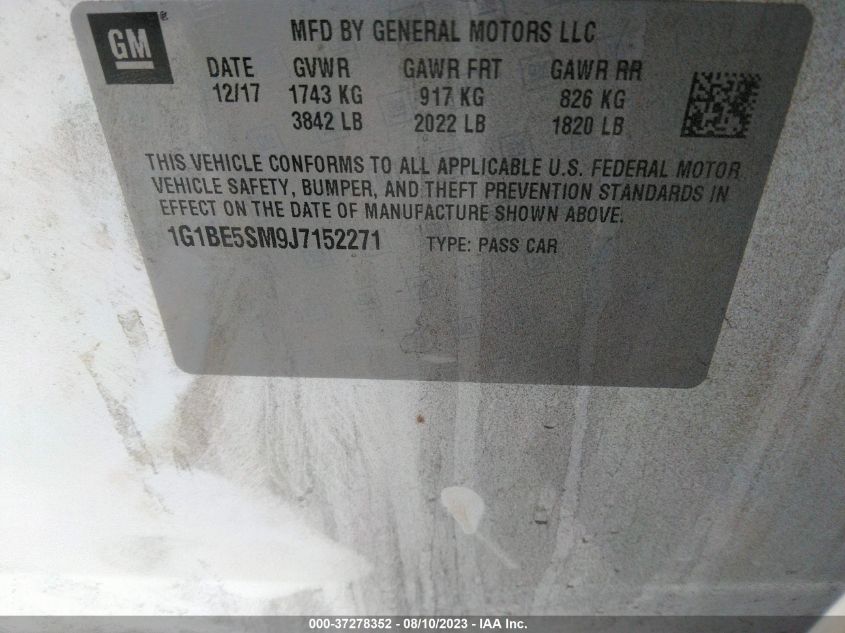 GM
MFD BY GENERAL MOTORS LLC
DATE GVWR GAWR FRT GAWR RR
12/17 1743 KG 917 KG 826 KG
3842 LB 2022 LB 1820 LB
THIS VEHICLE CONFORMS TO ALL APPLICABLE U.S. FEDERAL MOTOR
VEHICLE SAFETY, BUMPER, AND THEFT PREVENTION STANDARDS IN
EFFECT ON THE DATE OF MANUFACTURE SHOWN ABOVE.
1G1BE5SM9J7152271 TYPE: PASS CAR
000-37278352 - 08/10/2023 - IAA Inc.